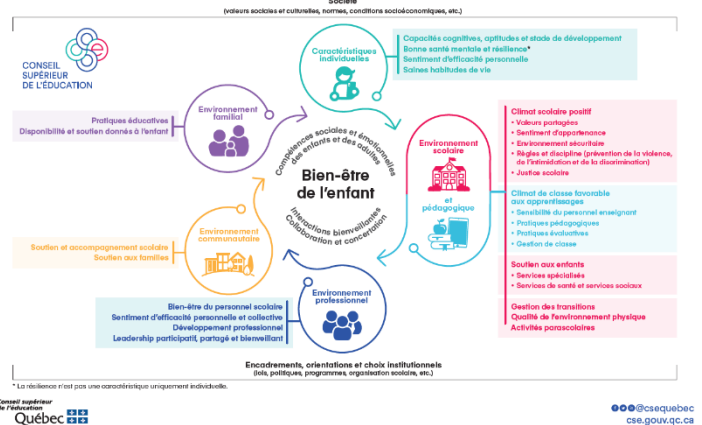 Société
(valeurs sociales et culturelles, normes, conditions socioéconomiques, etc.)
CONSEIL
SUPÉRIEUR
DE L'ÉDUCATION
Caractéristiques
individuelles
Capacités cognitives, aptitudes et stade de développement
Bonne santé mentale et résilience*
Sentiment d'efficacité personnelle
Saines habitudes de vie
Environnement
familial
Pratiques éducatives
Disponibilité et soutien donnés à l'enfant
Compétences sociales et émotionnelles
des enfants et des adultes
Bien-être
de l'enfant
Interactions bienveillantes
Collaboration et concertation
Environnement
scolaire
et
pédagogique
Climat scolaire positif
• Valeurs partagées
• Sentiment d'appartenance
• Environnement sécuritaire
• Règles et discipline (prévention de la violence,
de l'intimidation et de la discrimination)
• Justice scolaire
Climat de classe favorable
aux apprentissages
• Sensibilité du personnel enseignant
• Pratiques pédagogiques
• Pratiques évaluatives
• Gestion de classe
Soutien aux enfants
• Services spécialisés
• Services de santé et services sociaux
Gestion des transitions
Qualité de l'environnement physique
Activités parascolaires
Environnement
communautaire
Soutien et accompagnement scolaire
Soutien aux familles
Environnement
professionnel
Bien-être du personnel scolaire
Sentiment d'efficacité personnelle et collective
Développement professionnel
Leadership participatif, partagé et bienveillant
Encadrements, orientations et choix institutionnels
(lois, politiques, programmes, organisation scolaire, etc.)
* La résilience n'est pas une caractéristique uniquement individuelle.
Conseil supérieur
de l'éducation
Québec
@csequebec
cse.gouv.qc.ca